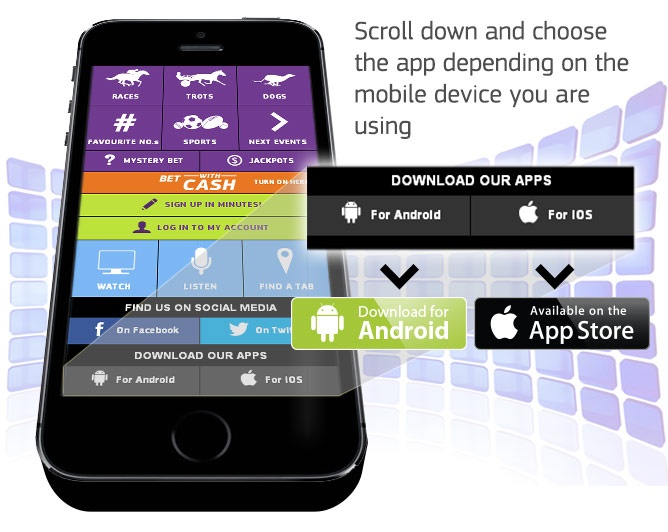 Scroll down and choose
the app depending on the
mobile device you are
using
RACES
TROTS
DOGS
#
FAVOURITE NO.s
SPORTS
NEXT EVENTS
? MYSTERY BET
$ JACKPOTS
BET WITH CASH
TURN ON HERE
SIGN UP IN MINUTES!
LOG IN TO MY ACCOUNT
WATCH
LISTEN
FIND A TAB
FIND US ON SOCIAL MEDIA
f On Facebook
On Twit
DOWNLOAD OUR APPS
For Android
For IOS
DOWNLOAD OUR APPS
For Android
For IOS
Download for
Android
Available on the
App Store